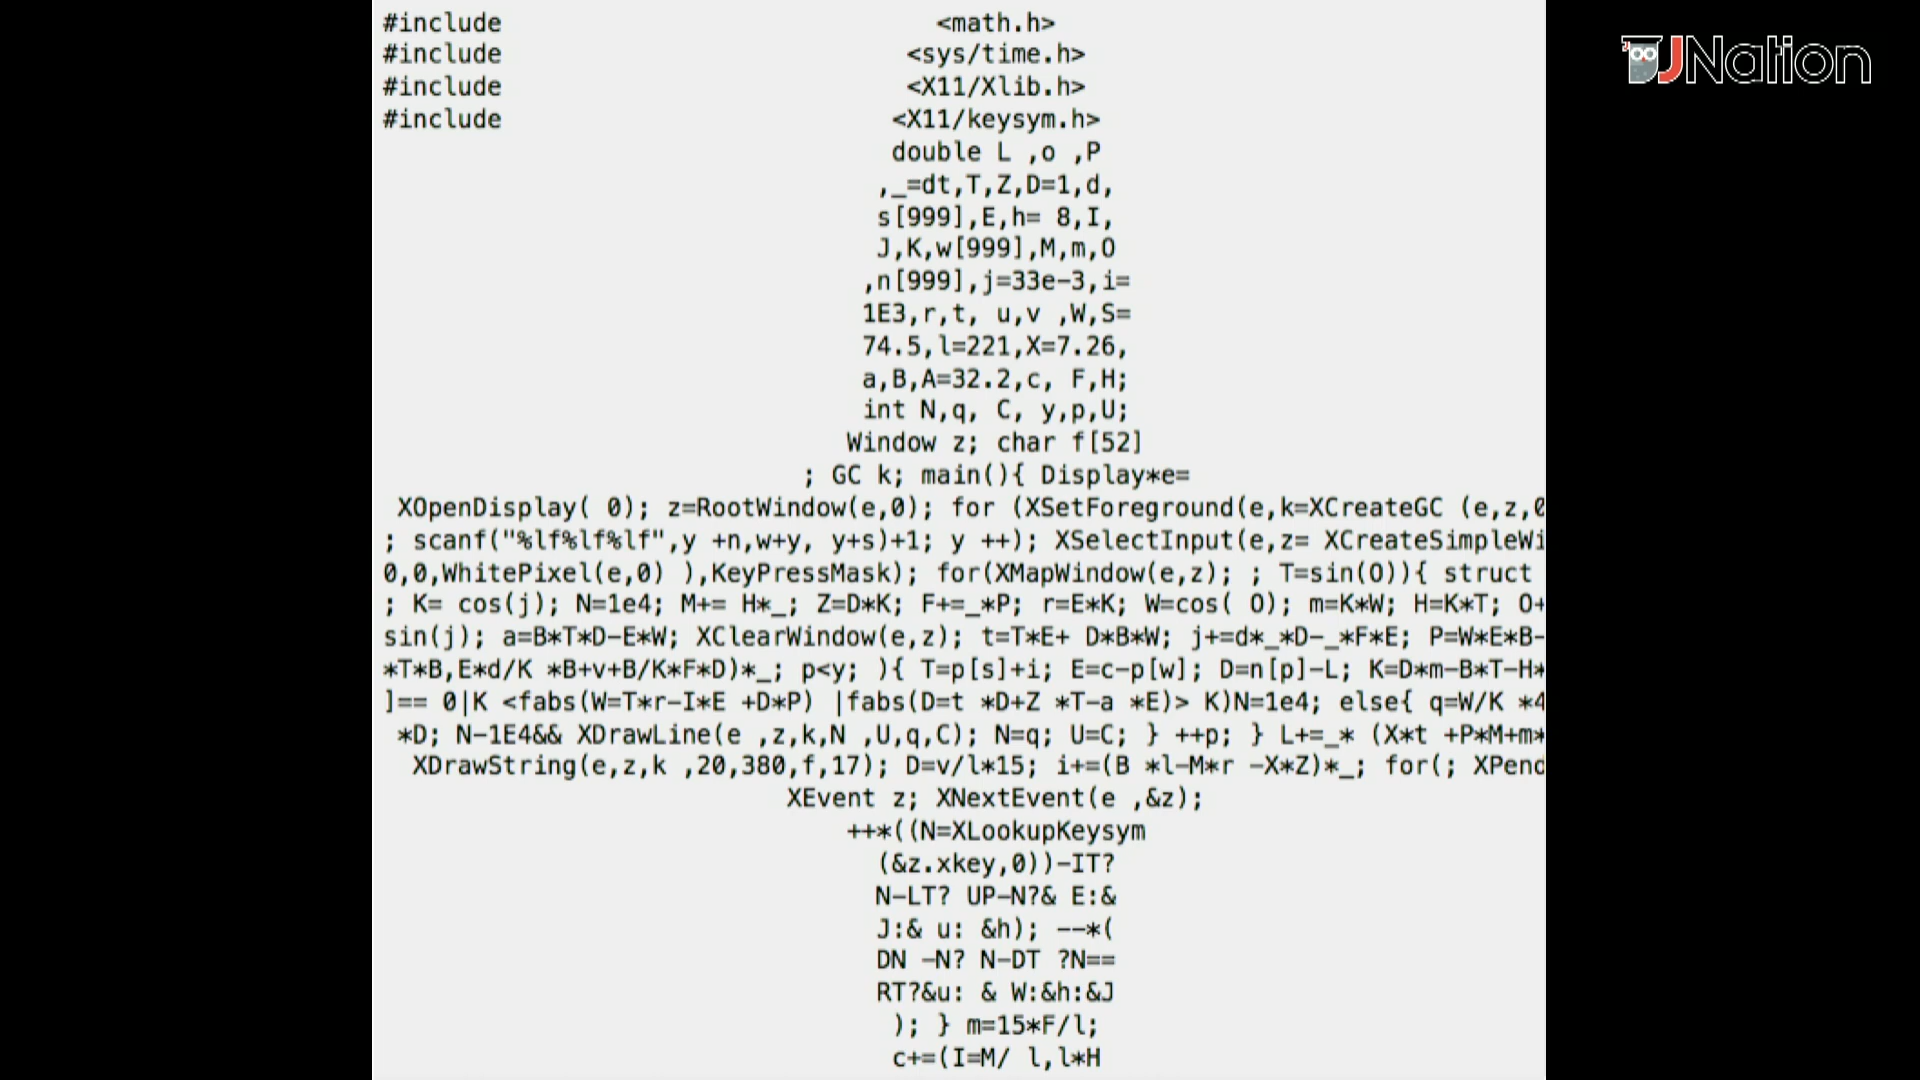 #include <math.h>
#include <sys/time.h>
#include <X11/Xlib.h>
#include <X11/keysym.h>
double L ,o ,P
,_=dt,T,Z,D=1,d,
s[999],E,h= 8,I,
J,K,w[999],M,m,O
,n[999],j=33e-3,i=
1E3,r,t, u,v ,W,S=
74.5,l=221,X=7.26,
a,B,A=32.2,c, F,H;
int N,q, C, y,p,U;
Window z; char f[52]
; GC k; main(){ Display*e=
XOpenDisplay( 0); z=RootWindow(e,0); for (XSetForeground(e,k=XCreateGC (e,z,0
; scanf("%lf%lf%lf",y +n,w+y, y+s)+1; y ++); XSelectInput(e,z= XCreateSimpleWi
0,0,WhitePixel(e,0) ),KeyPressMask); for(XMapWindow(e,z); ; T=sin(O)){ struct
; K= cos(j); N=1e4; M+= H*_; Z=D*K; F+=_*P; r=E*K; W=cos( O); m=K*W; H=K*T; O+
sin(j); a=B*T*D-E*W; XClearWindow(e,z); t=T*E+ D*B*W; j+=d*_*D-_*F*E; P=W*E*B-
*T*B,E*d/K *B+v+B/K*F*D)*_; p<y; ){ T=p[s]+i; E=c-p[w]; D=n[p]-L; K=D*m-B*T-H*
]== 0|K <fabs(W=T*r-I*E +D*P) |fabs(D=t *D+Z *T-a *E)> K)N=1e4; else{ q=W/K *4
*D; N-1E4&& XDrawLine(e ,z,k,N ,U,q,C); N=q; U=C; } ++p; } L+=_* (X*t +P*M+m*
XDrawString(e,z,k ,20,380,f,17); D=v/l*15; i+=(B *l-M*r -X*Z)*_; for(; XPend
XEvent z; XNextEvent(e ,&z);
++*((N=XLookupKeysym
(&z.xkey,0))-IT?
N-LT? UP-N?& E:&
J:& u: &h); --*(
DN -N? N-DT ?N==
RT?&u: & W:&h:&J
); } m=15*F/l;
c+=(I=M/ l,l*H
JNation